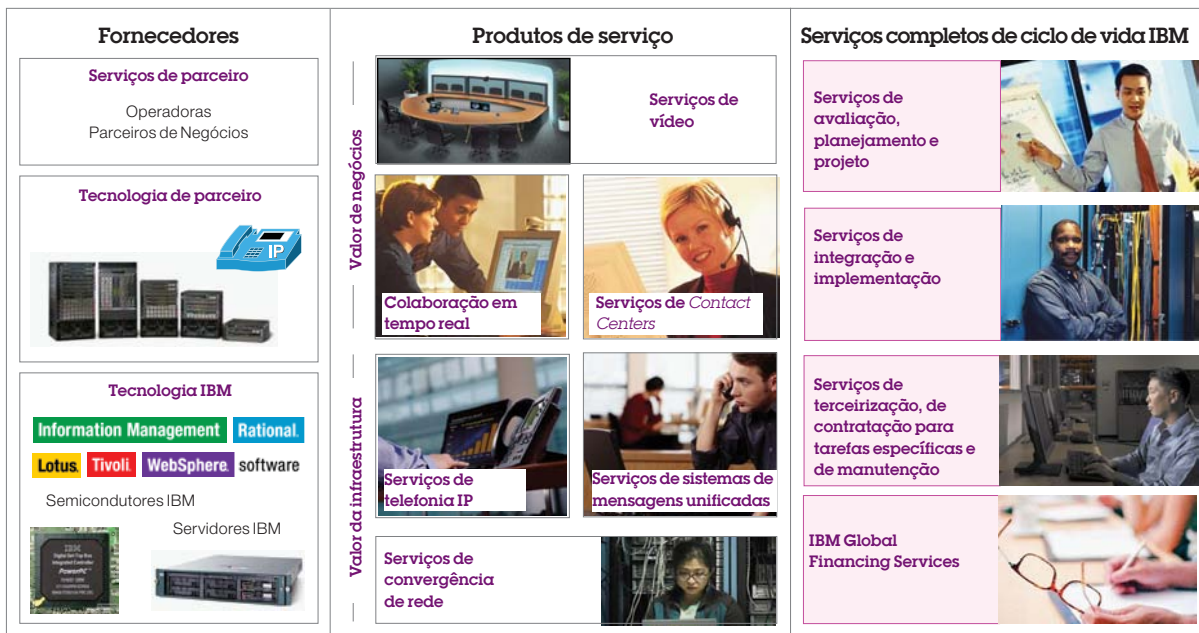 Fornecedores
Serviços de parceiro
Operadoras
Parceiros de Negócios
Tecnologia de parceiro
IP
Tecnologia IBM
Information Management
Rational.
Lotus.
Tivoli.
WebSphere.
software
Semicondutores IBM
Servidores IBM
IBM
PowerPC
Produtos de serviço
Valor de negócios
Serviços de
vídeo
Colaboração em
tempo real
Serviços de Contact
Centers
Valor da infraestrutura
Serviços de
telefonia IP
Serviços de sistemas de
mensagens unificadas
Serviços de
convergência
de rede
Serviços completos de ciclo de vida IBM
Serviços de
avaliação,
planejamento e
projeto
Serviços de
integração e
implementação
Serviços de
terceirização, de
contratação para
tarefas específicas e
de manutenção
IBM Global
Financing Services